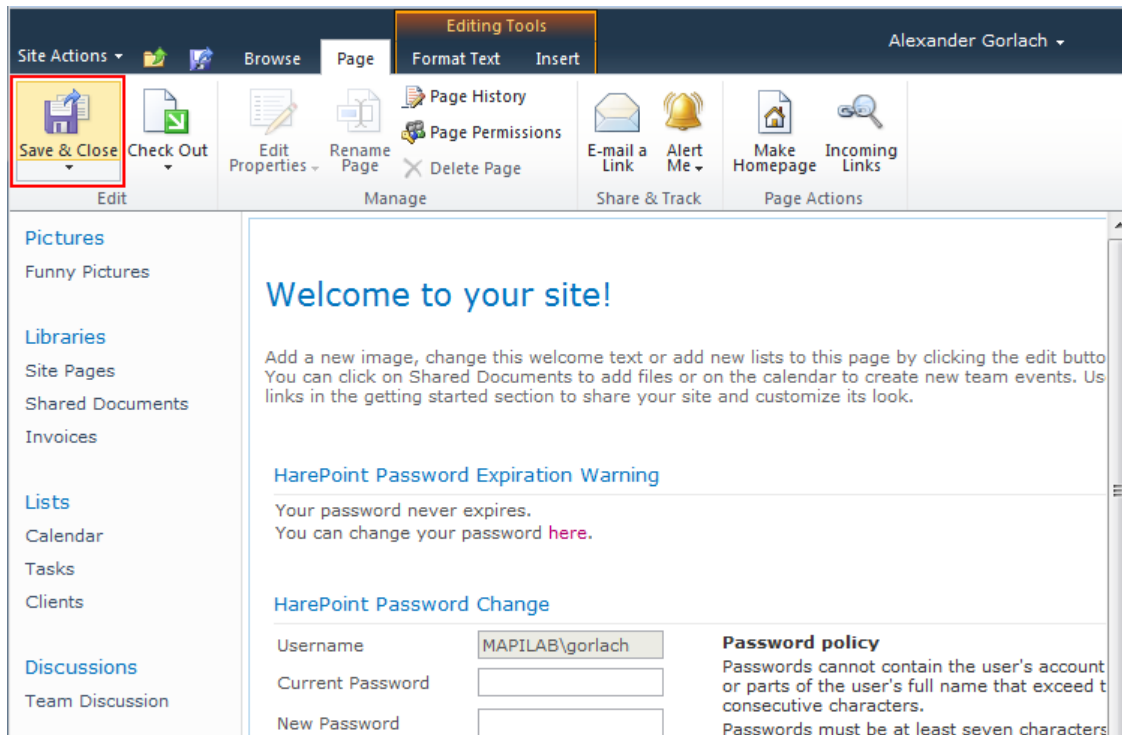 Editing Tools
Alexander Gorlach
Site Actions
Browse
Page
Format Text
Insert
Save & Close
Check Out
Edit
Properties
Rename
Page
Page History
Page Permissions
Delete Page
E-mail a
Link
Alert
Me
Make
Homepage
Incoming
Links
Edit
Manage
Share & Track
Page Actions
Pictures
Funny Pictures
Libraries
Site Pages
Shared Documents
Invoices
Lists
Calendar
Tasks
Clients
Discussions
Team Discussion
Welcome to your site!
Add a new image, change this welcome text or add new lists to this page by clicking the edit butto
You can click on Shared Documents to add files or on the calendar to create new team events. Us
links in the getting started section to share your site and customize its look.
HarePoint Password Expiration Warning
Your password never expires.
You can change your password here.
HarePoint Password Change
Username
MAPILAB\gorlach
Current Password
New Password
Password policy
Passwords cannot contain the user's account
or parts of the user's full name that exceed t
consecutive characters.
Passwords must be at least seven characters